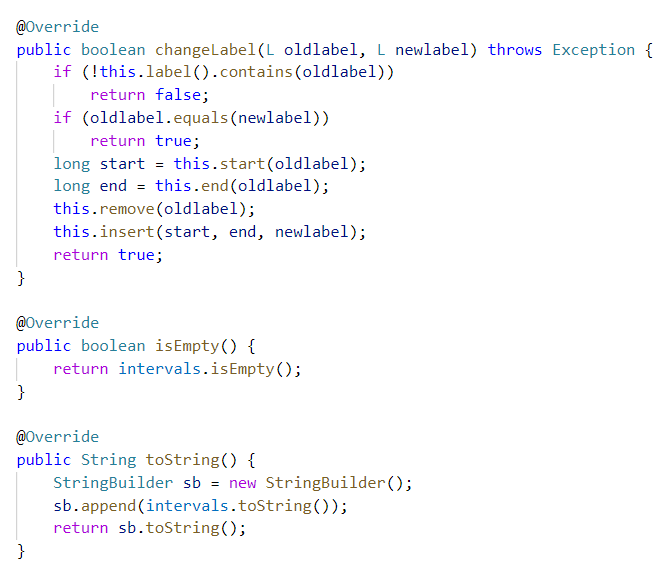 @Override
public boolean changeLabel(L oldlabel, L newlabel) throws Exception {
    if (!this.label().contains(oldlabel))
        return false;
    if (oldlabel.equals(newlabel))
        return true;
    long start = this.start(oldlabel);
    long end = this.end(oldlabel);
    this.remove(oldlabel);
    this.insert(start, end, newlabel);
    return true;
}

@Override
public boolean isEmpty() {
    return intervals.isEmpty();
}

@Override
public String toString() {
    StringBuilder sb = new StringBuilder();
    sb.append(intervals.toString());
    return sb.toString();
}